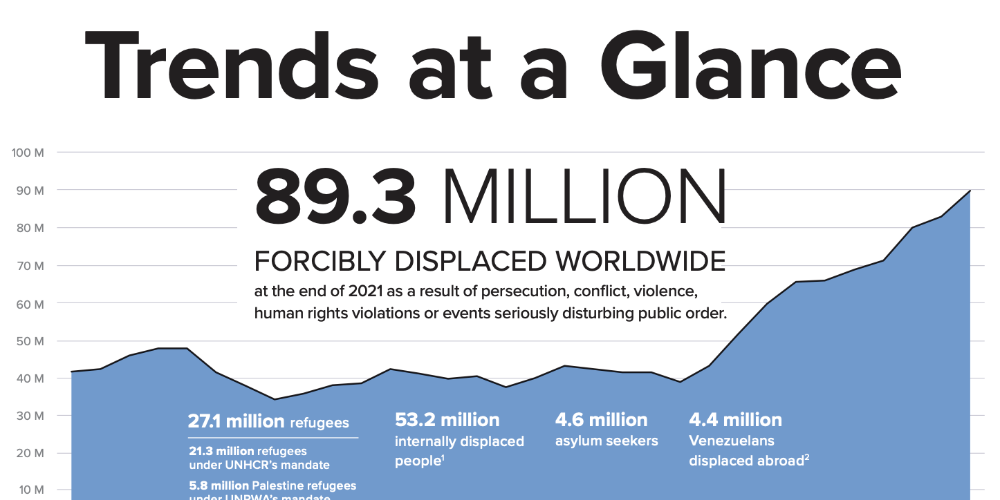 Trends at a Glance
100 M
90 M
80 M
70 M
60 M
50 M
40 M
30 M
20 M
10 M
89.3 MILLION
FORCIBLY DISPLACED WORLDWIDE
at the end of 2021 as a result of persecution, conflict, violence,
human rights violations or events seriously disturbing public order.
27.1 million refugees
21.3 million refugees
under UNHCR’s mandate
5.8 million Palestine refugees
under UNRWA’s mandate
53.2 million
internally displaced
people¹
4.6 million
asylum seekers
4.4 million
Venezuelans
displaced abroad²